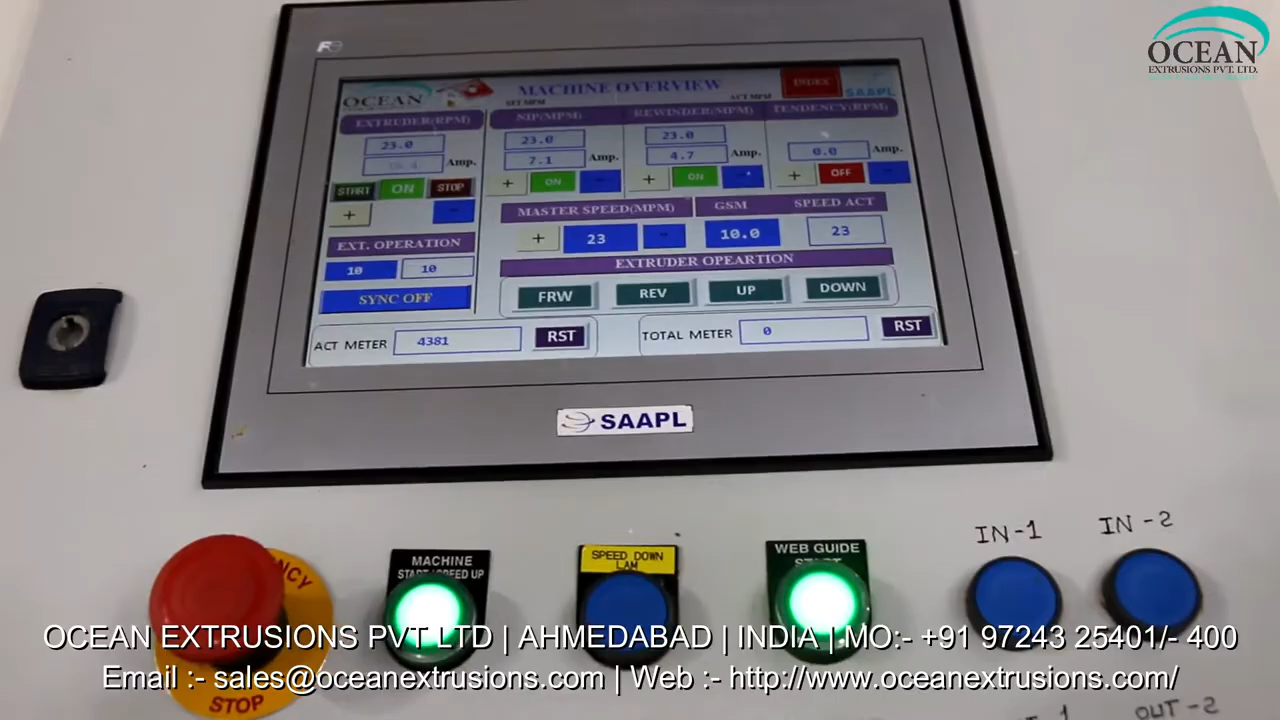 OCEAN
EXTRUSIONS PVT. LTD.
OCEAN
MACHINE OVERVIEW
INDEX
SAAPL
SET MPM
ACT MPM
EXTRUDER(RPM)
NIP(MPM)
REWINDER(MPM)
TENDENCY(RPM)
23.0
23.0
23.0
Amp.
7.1 Amp.
4.7 Amp.
0.0 Amp.
START ON STOP
+ ON -
+ ON -
+ OFF -
+ -
MASTER SPEED(MPM)
GSM
SPEED ACT
+ 23 -
10.0
23
EXT. OPERATION
10 10
SYNC OFF
EXTRUDER OPEARTION
FRW REV UP DOWN
ACT METER 4381 RST
TOTAL METER 0 RST
SAAPL
MACHINE
START/SPEED UP
SPEED DOWN
LAM
WEB GUIDE
START
IN-1
IN-2
STOP
OUT-2
OCEAN EXTRUSIONS PVT LTD | AHMEDABAD | INDIA | MO:- +91 97243 25401/- 400
Email :- sales@oceanextrusions.com | Web :- http://www.oceanextrusions.com/